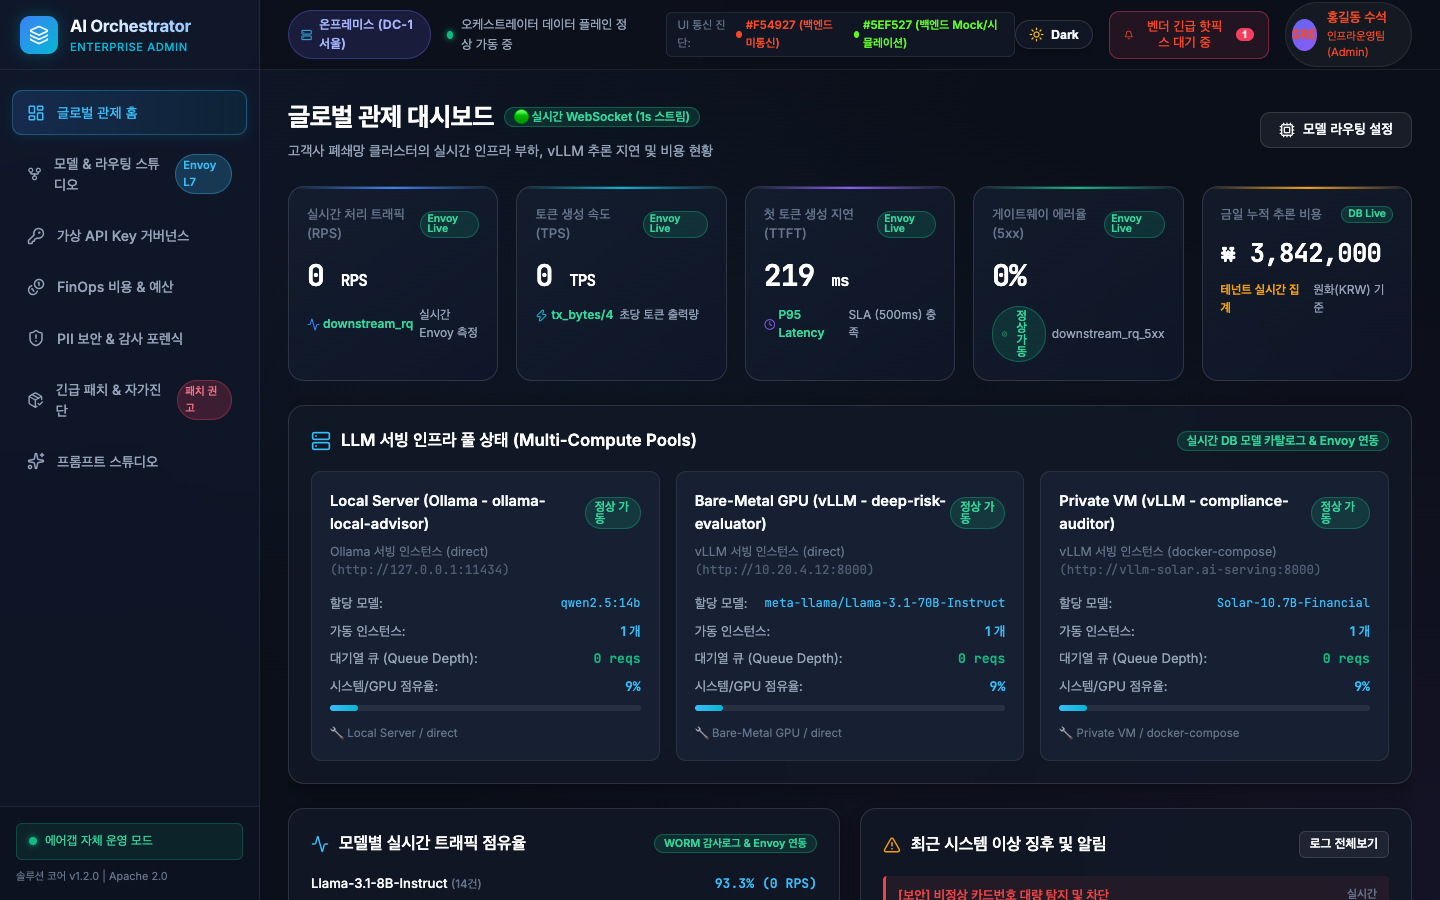 AI Orchestrator
ENTERPRISE ADMIN
온프레미스 (DC-1
서울)
오케스트레이터 데이터 플레인 정
상 가동 중
UI 통신 진
단:
#F54927 (백엔드
미통신)
#5EF527 (백엔드 Mock/시
뮬레이션)
Dark
벤더 긴급 핫픽
스 대기 중
1
홍길동 수석
인프라운영팀
(Admin)
글로벌 관제 홈
모델 & 라우팅 스튜
디오
Envoy
L7
가상 API Key 거버넌스
FinOps 비용 & 예산
PII 보안 & 감사 포렌식
긴급 패치 & 자가진
단
패치 권
고
프롬프트 스튜디오
에어갭 자체 운영 모드
솔루션 코어 v1.2.0 | Apache 2.0
글로벌 관제 대시보드
실시간 WebSocket (1s 스트림)
고객사 폐쇄망 클러스터의 실시간 인프라 부하, vLLM 추론 지연 및 비용 현황
모델 라우팅 설정
실시간 처리 트래픽
(RPS)
Envoy
Live
0 RPS
downstream_rq
실시간
Envoy 측정
토큰 생성 속도
(TPS)
Envoy
Live
0 TPS
tx_bytes/4 초당 토큰 출력량
첫 토큰 생성 지연
(TTFT)
Envoy
Live
219 ms
P95
Latency
SLA (500ms) 충
족
게이트웨이 에러율
(5xx)
Envoy
Live
0%
정
상
가
동
downstream_rq_5xx
금일 누적 추론 비용
DB Live
₩ 3,842,000
테넌트 실시간 집
계
원화(KRW) 기
준
LLM 서빙 인프라 풀 상태 (Multi-Compute Pools)
실시간 DB 모델 카탈로그 & Envoy 연동
Local Server (Ollama - ollama-
local-advisor)
정상 가
동
Ollama 서빙 인스턴스 (direct)
(http://127.0.0.1:11434)
할당 모델: qwen2.5:14b
가동 인스턴스: 1개
대기열 큐 (Queue Depth): 0 reqs
시스템/GPU 점유율: 9%
Local Server / direct
Bare-Metal GPU (vLLM - deep-risk-
evaluator)
정상 가
동
vLLM 서빙 인스턴스 (direct)
(http://10.20.4.12:8000)
할당 모델: meta-llama/Llama-3.1-70B-Instruct
가동 인스턴스: 1개
대기열 큐 (Queue Depth): 0 reqs
시스템/GPU 점유율: 9%
Bare-Metal GPU / direct
Private VM (vLLM - compliance-
auditor)
정상 가
동
vLLM 서빙 인스턴스 (docker-compose)
(http://vllm-solar.ai-serving:8000)
할당 모델: Solar-10.7B-Financial
가동 인스턴스: 1개
대기열 큐 (Queue Depth): 0 reqs
시스템/GPU 점유율: 9%
Private VM / docker-compose
모델별 실시간 트래픽 점유율
WORM 감사로그 & Envoy 연동
Llama-3.1-8B-Instruct (14건) 93.3% (0 RPS)
최근 시스템 이상 징후 및 알림
로그 전체보기
[보안] 비정상 카드번호 대량 탐지 및 차단
실시간